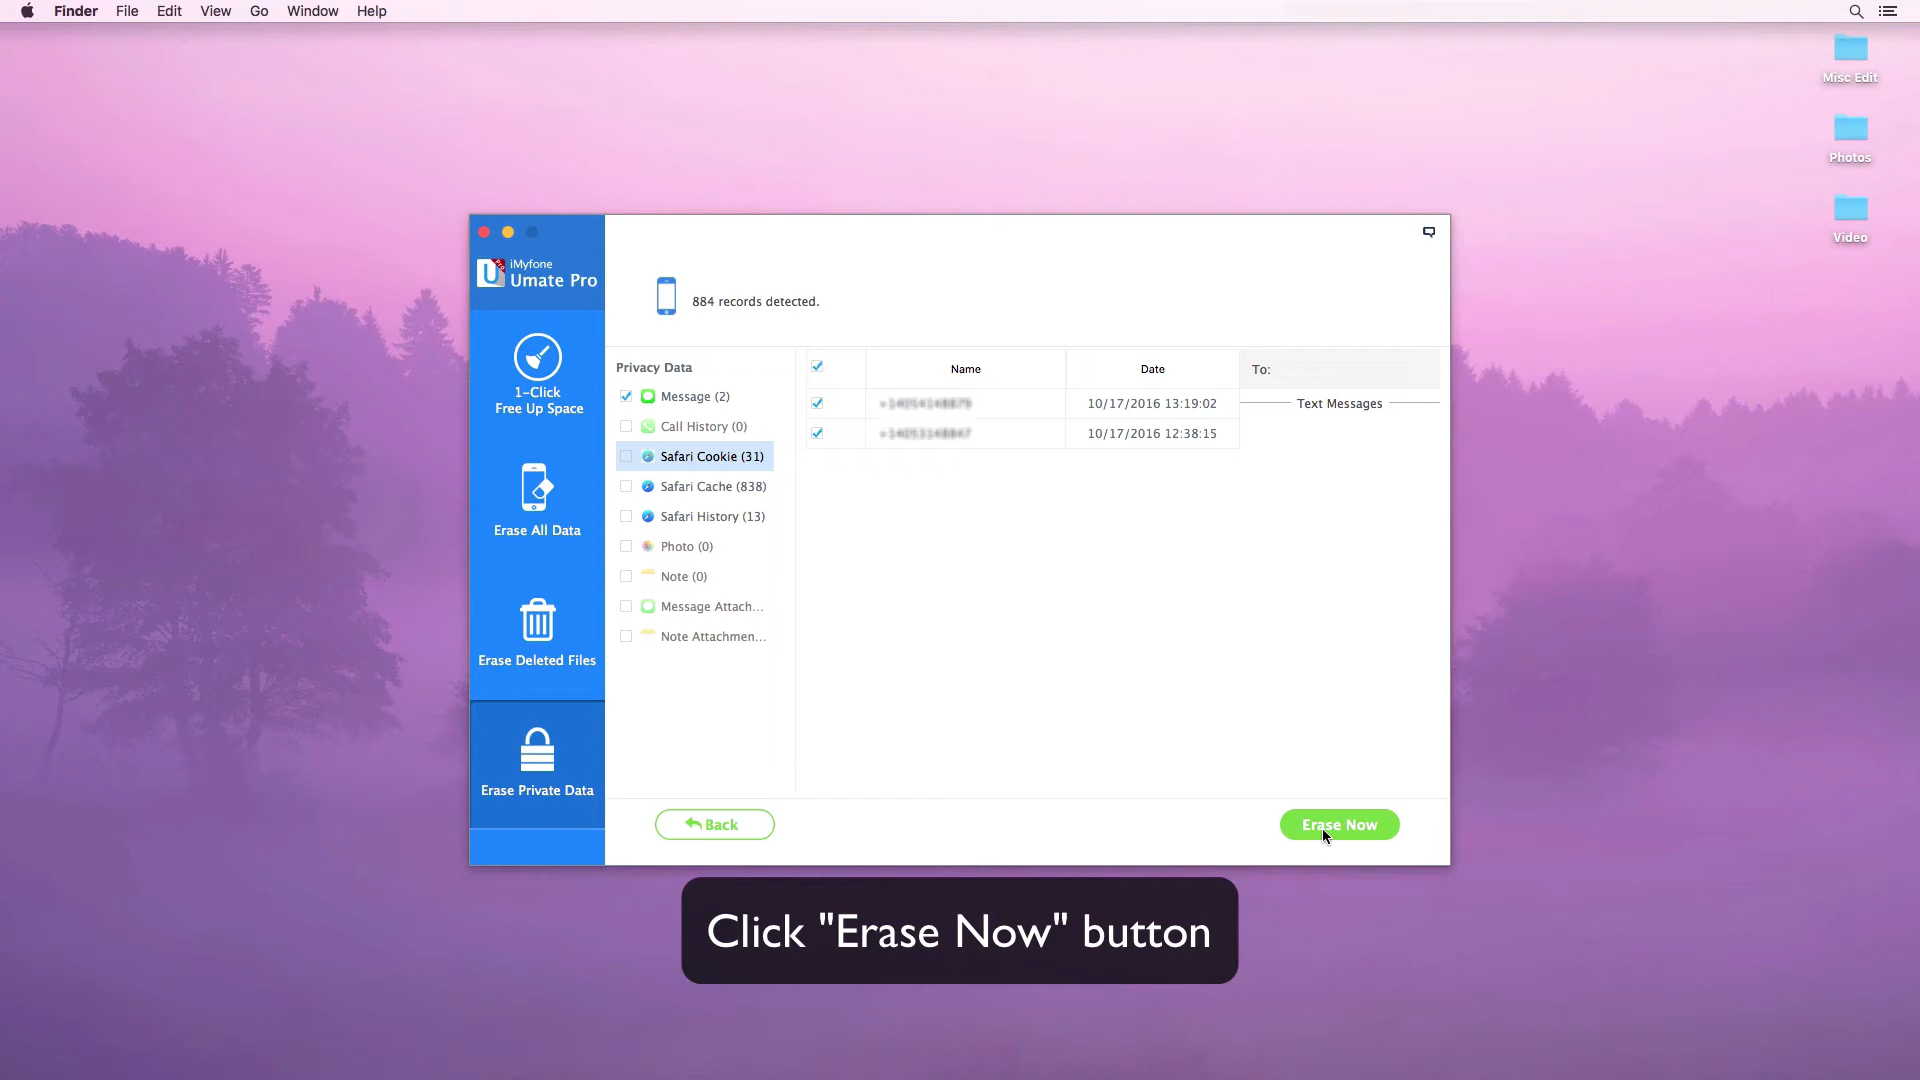 Finder File Edit View Go Window Help
Misc Edit
Photos
Video
iMyfone
Umate Pro
1-Click
Free Up Space
Erase All Data
Erase Deleted Files
Erase Private Data
884 records detected.
Privacy Data
Message (2)
Call History (0)
Safari Cookie (31)
Safari Cache (838)
Safari History (13)
Photo (0)
Note (0)
Message Attach...
Note Attachmen...
Name Date To:
10/17/2016 13:19:02 Text Messages
10/17/2016 12:38:15
Back Erase Now
Click "Erase Now" button